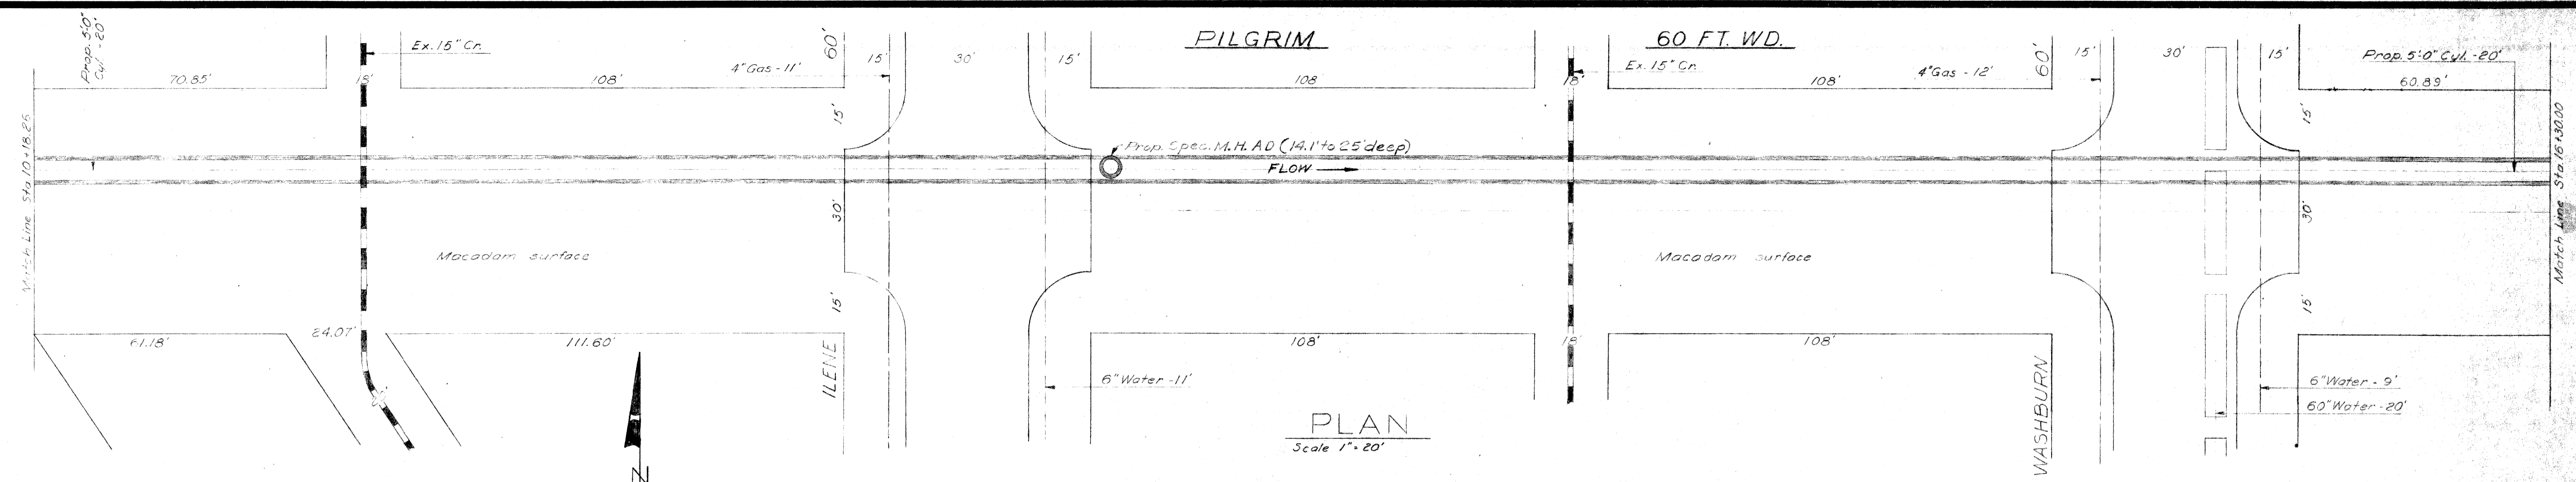 Prop. 5'0"
Cyl - 20'
Match Line Sta 10+18.26
70.85'
Ex. 15" Cr.
18'
108'
4"Gas - 11'
60'
15'
30'
15'
PILGRIM
108
Ex. 15" Cr.
18'
60 FT. WD.
108'
4"Gas - 12'
60'
15'
30'
15'
Prop. 5'-0" Cyl. - 20'
60.89'
15'
15'
Prop. Spec. M.H. AD (14.1' to 25' deep)
FLOW
30'
30'
Match Line Sta 16+30.00
Macadam surface
Macadam surface
15'
15'
61.18'
24.07'
111.60'
ILENE
108'
18'
108'
6"Water - 11'
6"Water - 9'
60"Water - 20'
WASHBURN
PLAN
Scale 1" = 20'
N